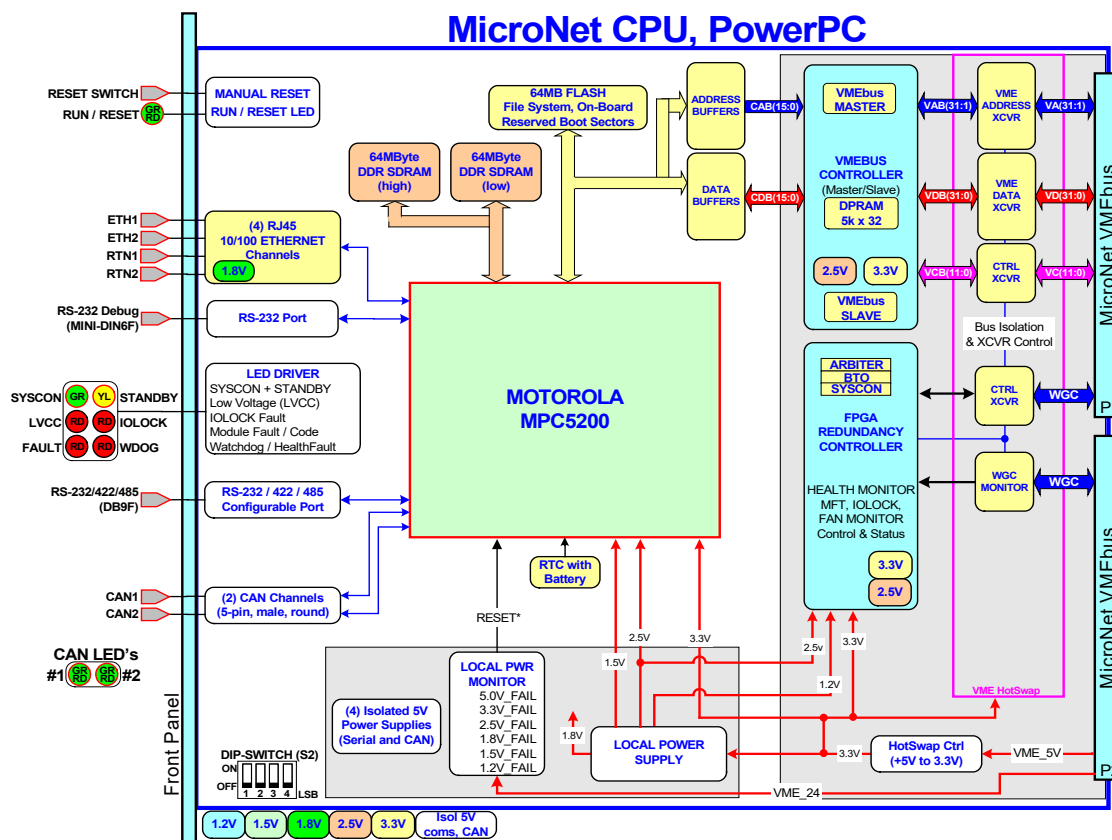 MicroNet CPU, PowerPC
RESET SWITCH
RUN / RESET
GR
RD
MANUAL RESET
RUN / RESET LED
64MB FLASH
File System, On-Board
Reserved Boot Sectors
64MByte
DDR SDRAM
(high)
64MByte
DDR SDRAM
(low)
ADDRESS
BUFFERS
DATA
BUFFERS
CAB(15:0)
CDB(15:0)
VMEbus
MASTER
VMEBUS
CONTROLLER
(Master/Slave)
DPRAM
5k x 32
2.5V
3.3V
VMEbus
SLAVE
VAB(31:1)
VDB(31:0)
VCB(11:0)
VME
ADDRESS
XCVR
VME
DATA
XCVR
CTRL
XCVR
VA(31:1)
VD(31:0)
VC(11:0)
MicroNet VMEbus
P
Bus Isolation
& XCVR Control
ETH1
ETH2
RTN1
RTN2
(4) RJ45
10/100 ETHERNET
Channels
1.8V
RS-232 Debug
(MINI-DIN6F)
RS-232 Port
SYSCON
GR
YL
STANDBY
LVCC
RD
RD
IOLOCK
FAULT
RD
RD
WDOG
LED DRIVER
SYSCON + STANDBY
Low Voltage (LVCC)
IOLOCK Fault
Module Fault / Code
Watchdog / HealthFault
MOTOROLA
MPC5200
ARBITER
BTO
SYSCON
FPGA
REDUNDANCY
CONTROLLER
HEALTH MONITOR
MFT, IOLOCK,
FAN MONITOR
Control & Status
3.3V
2.5V
CTRL
XCVR
WGC
WGC
MONITOR
WGC
MicroNet VMEbus
RS-232/422/485
(DB9F)
RS-232 / 422 / 485
Configurable Port
CAN1
CAN2
(2) CAN Channels
(5-pin, male, round)
CAN LED's
#1
GR
RD
GR
RD
#2
RTC with
Battery
RESET*
1.5V
2.5V
3.3V
2.5v
1.2V
3.3V
VME HotSwap
LOCAL PWR
MONITOR
5.0V_FAIL
3.3V_FAIL
2.5V_FAIL
1.8V_FAIL
1.5V_FAIL
1.2V_FAIL
(4) Isolated 5V
Power Supplies
(Serial and CAN)
1.8V
LOCAL POWER
SUPPLY
3.3V
HotSwap Ctrl
(+5V to 3.3V)
VME_5V
VME_24
Front Panel
DIP-SWITCH (S2)
ON
OFF
1 2 3 4
LSB
1.2V
1.5V
1.8V
2.5V
3.3V
Isol 5V
coms, CAN